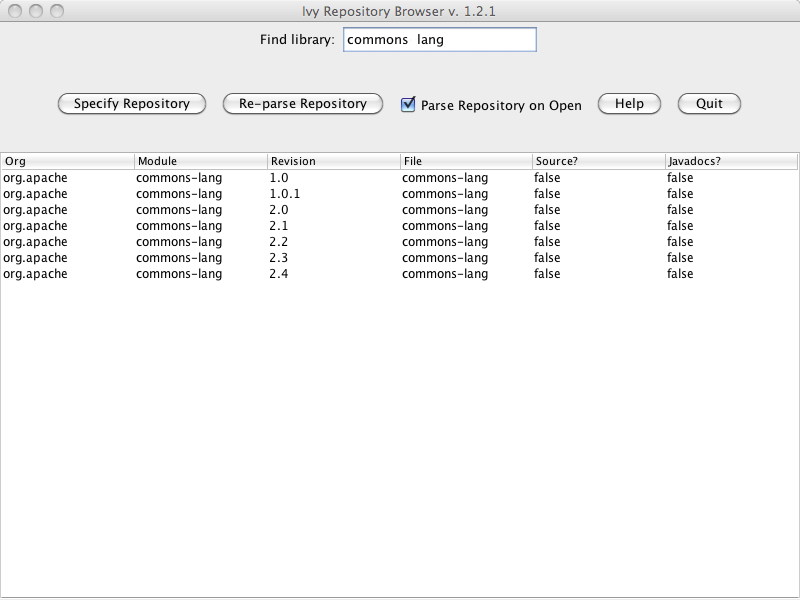 Ivy Repository Browser v. 1.2.1
Find library: commons lang
Specify Repository Re-parse Repository Parse Repository on Open Help Quit
Org Module Revision File Source? Javadocs?
org.apache commons-lang 1.0 commons-lang false false
org.apache commons-lang 1.0.1 commons-lang false false
org.apache commons-lang 2.0 commons-lang false false
org.apache commons-lang 2.1 commons-lang false false
org.apache commons-lang 2.2 commons-lang false false
org.apache commons-lang 2.3 commons-lang false false
org.apache commons-lang 2.4 commons-lang false false